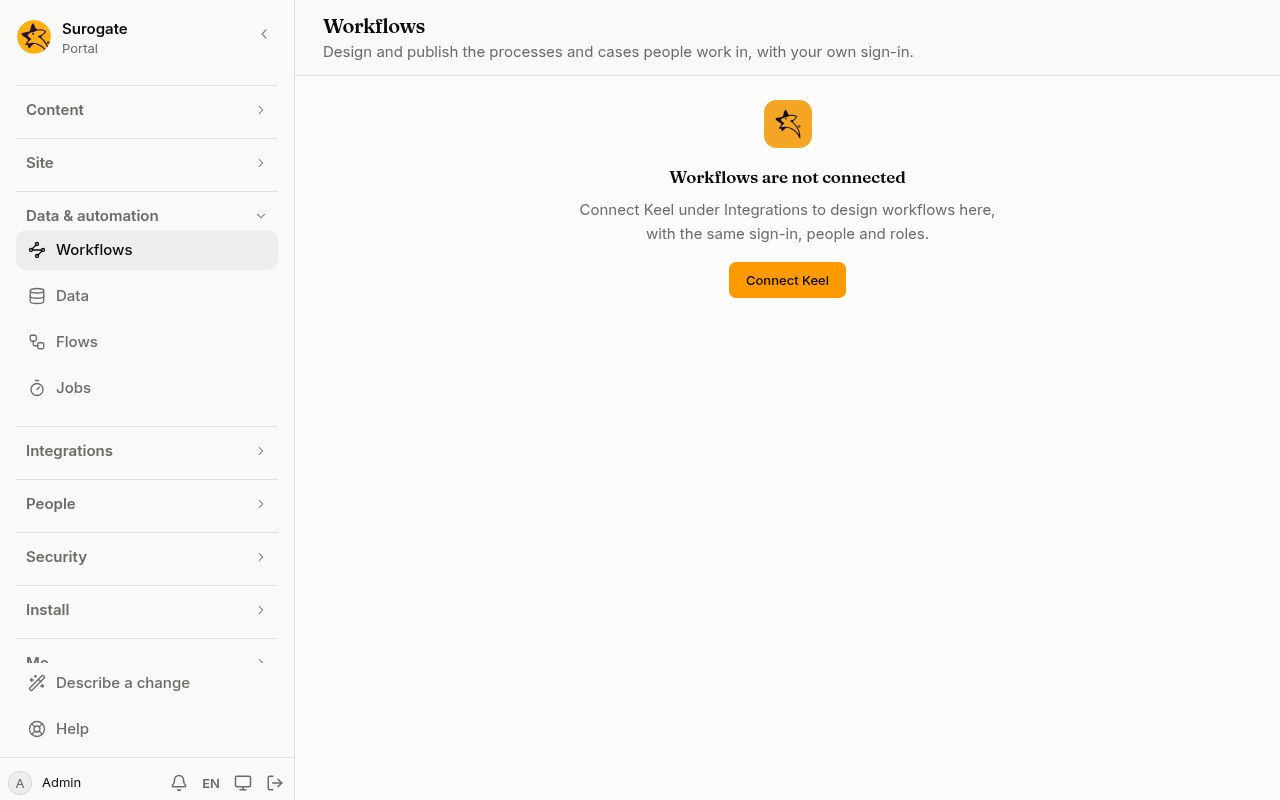 Surogate
Portal
Content
Site
Data & automation
Workflows
Data
Flows
Jobs
Integrations
People
Security
Install
Me
Describe a change
Help
A
Admin
EN
Workflows
Design and publish the processes and cases people work in, with your own sign-in.
Workflows are not connected
Connect Keel under Integrations to design workflows here,
with the same sign-in, people and roles.
Connect Keel